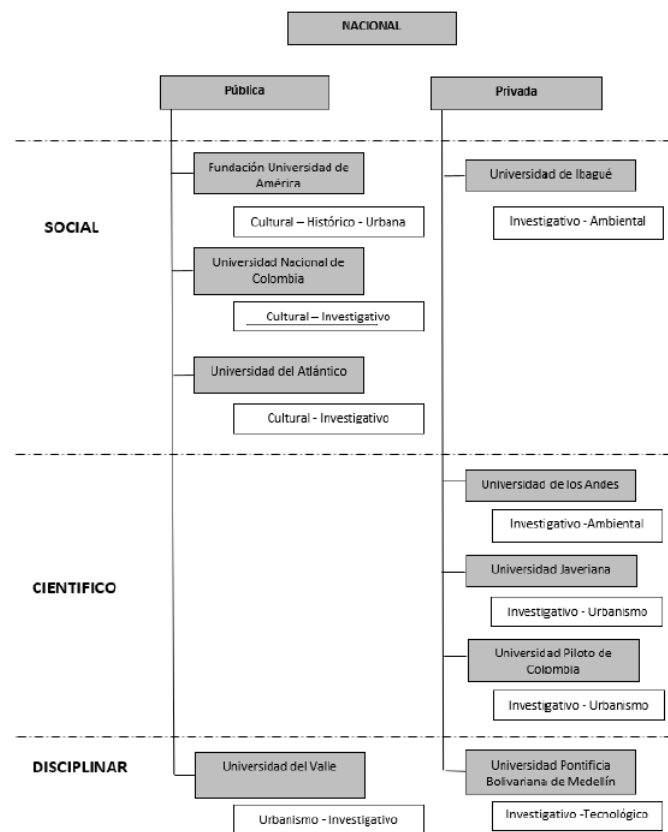 NACIONAL
Pública
Privada
SOCIAL
Fundación Universidad de
América
Cultural – Histórico - Urbana
Universidad Nacional de
Colombia
Cultural – Investigativo
Universidad del Atlántico
Cultural - Investigativo
Universidad de Ibagué
Investigativo - Ambiental
CIENTIFICO
Universidad de los Andes
Investigativo -Ambiental
Universidad Javeriana
Investigativo - Urbanismo
Universidad Piloto de
Colombia
Investigativo - Urbanismo
DISCIPLINAR
Universidad del Valle
Urbanismo - Investigativo
Universidad Pontificia
Bolivariana de Medellín
Investigativo -Tecnológico